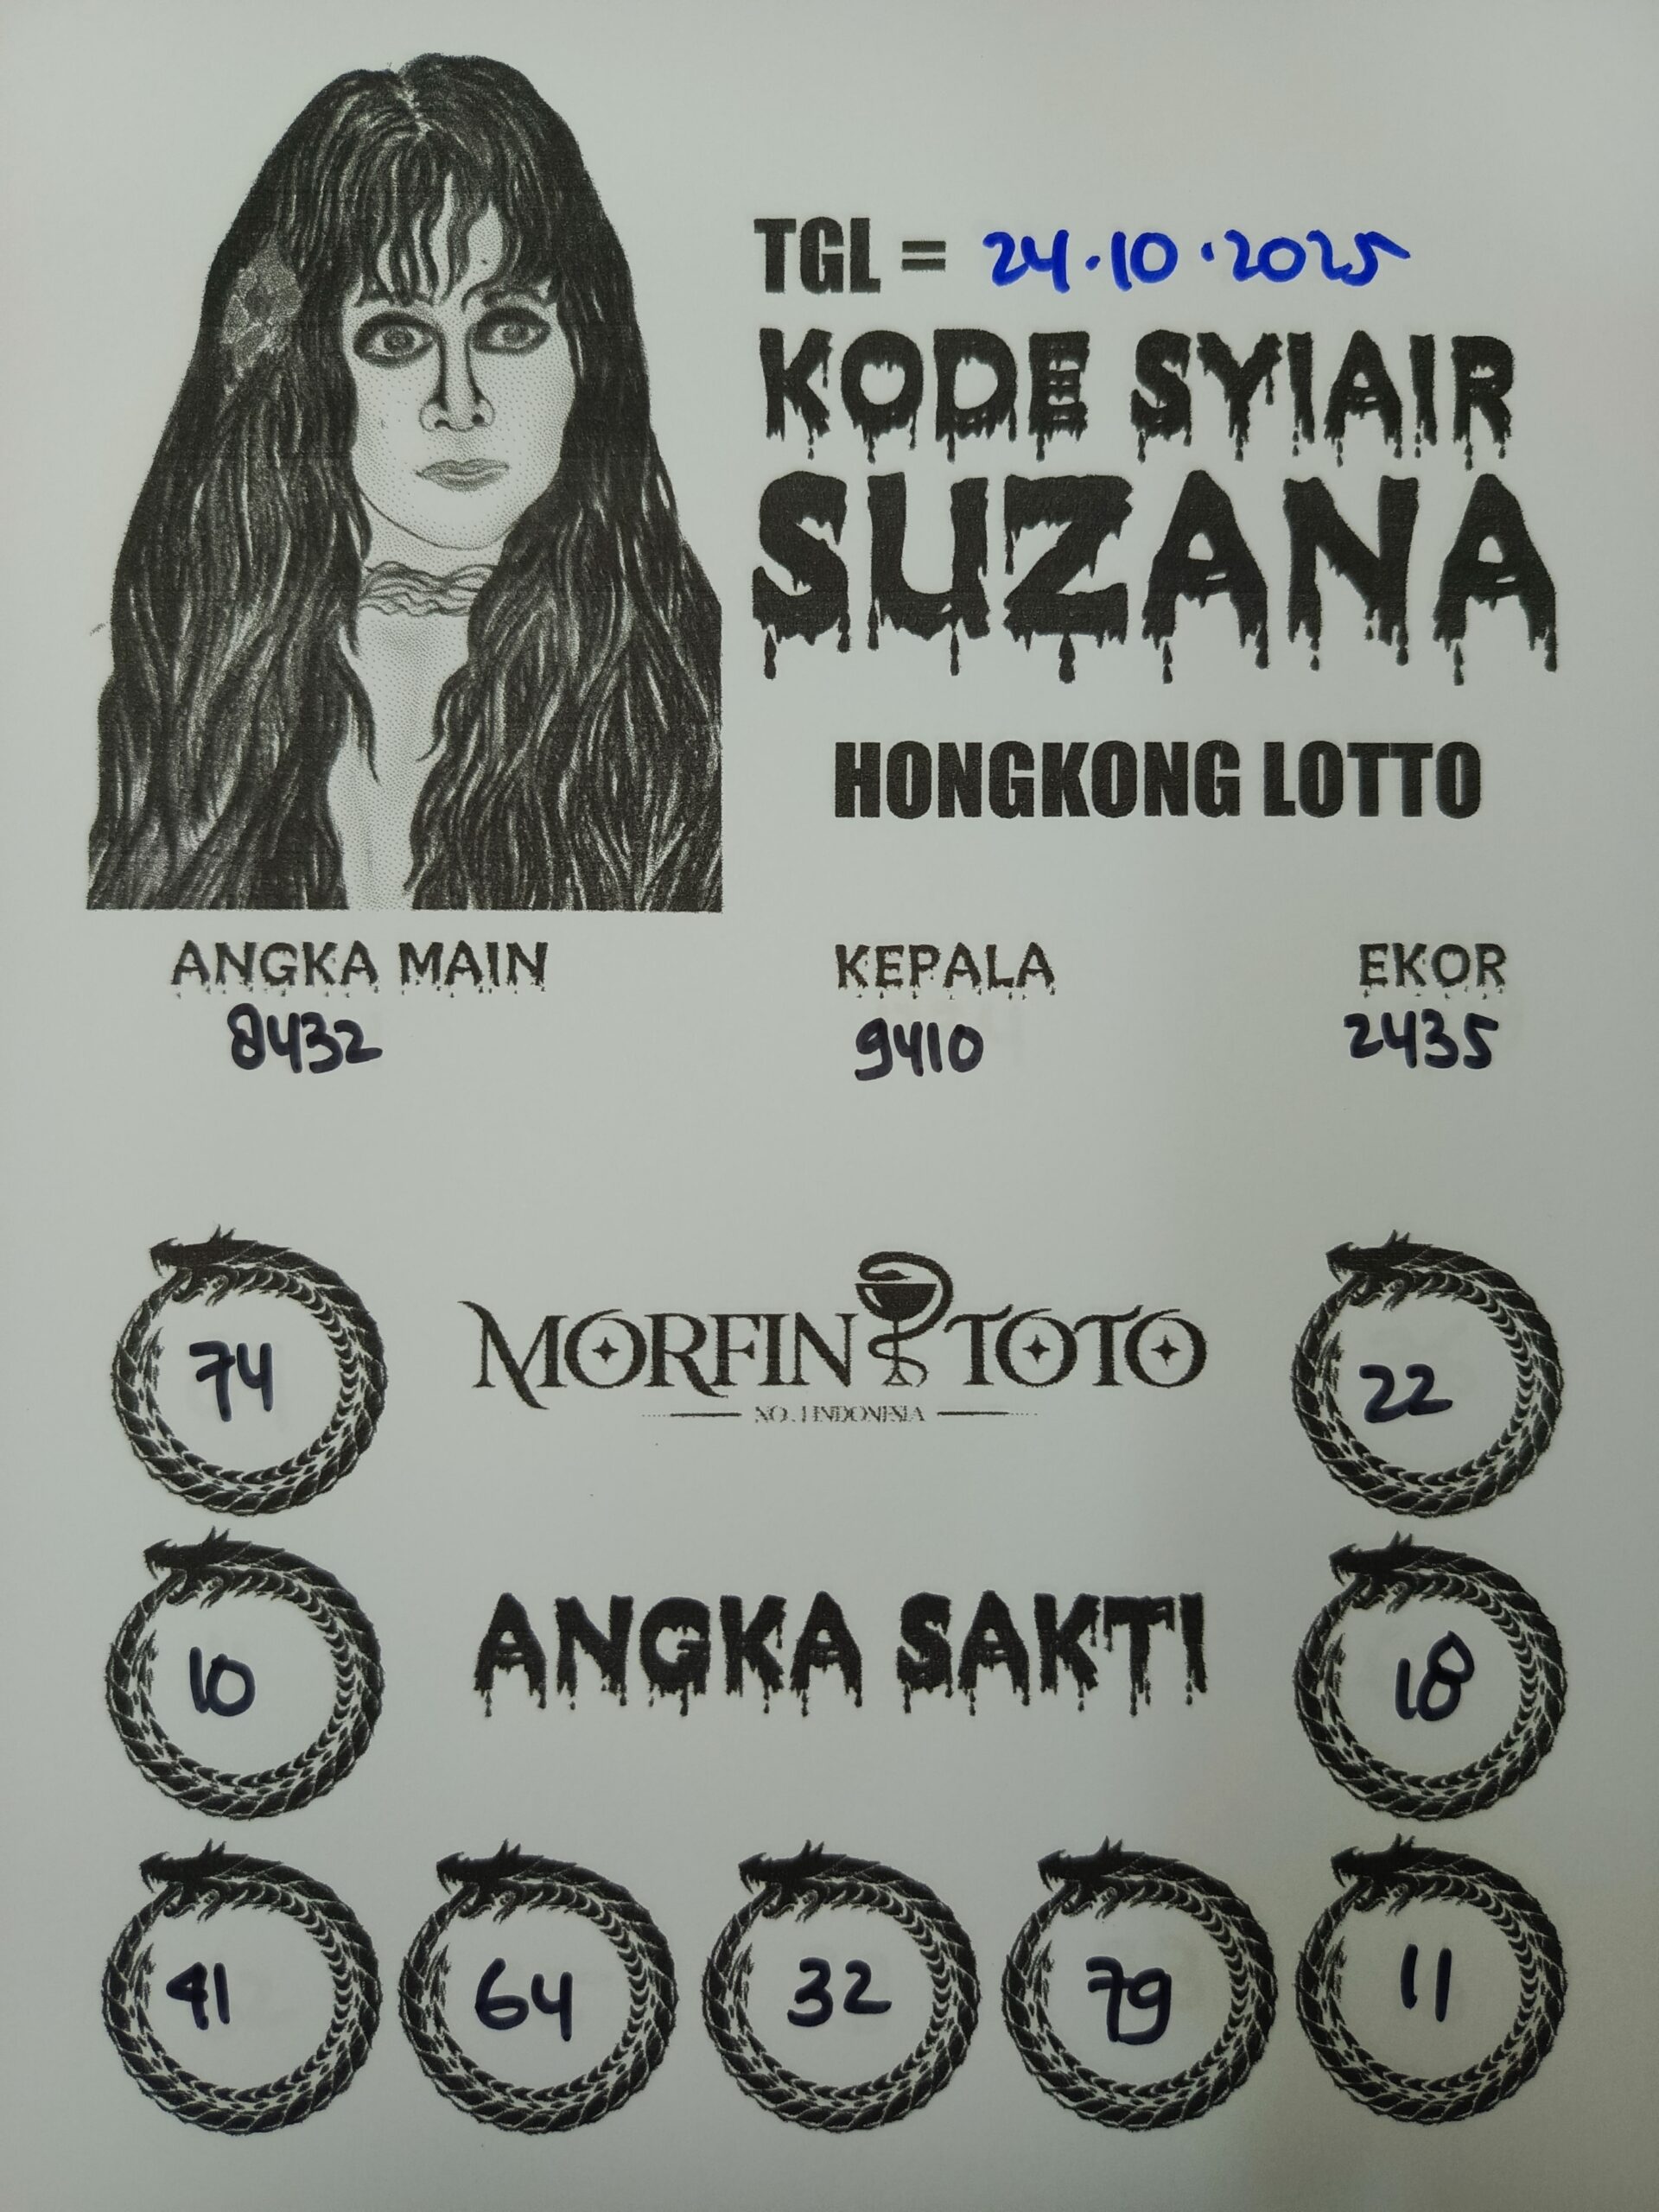 TGL = 24.10.2025
KODE SYIAIR
SUZANA
HONGKONG LOTTO
ANGKA MAIN KEPALA EKOR
8432 9410 2435
74 MORFIN TOTO 22
NO.1 INDONESIA
10 ANGKA SAKTI 18
41 64 32 79 11